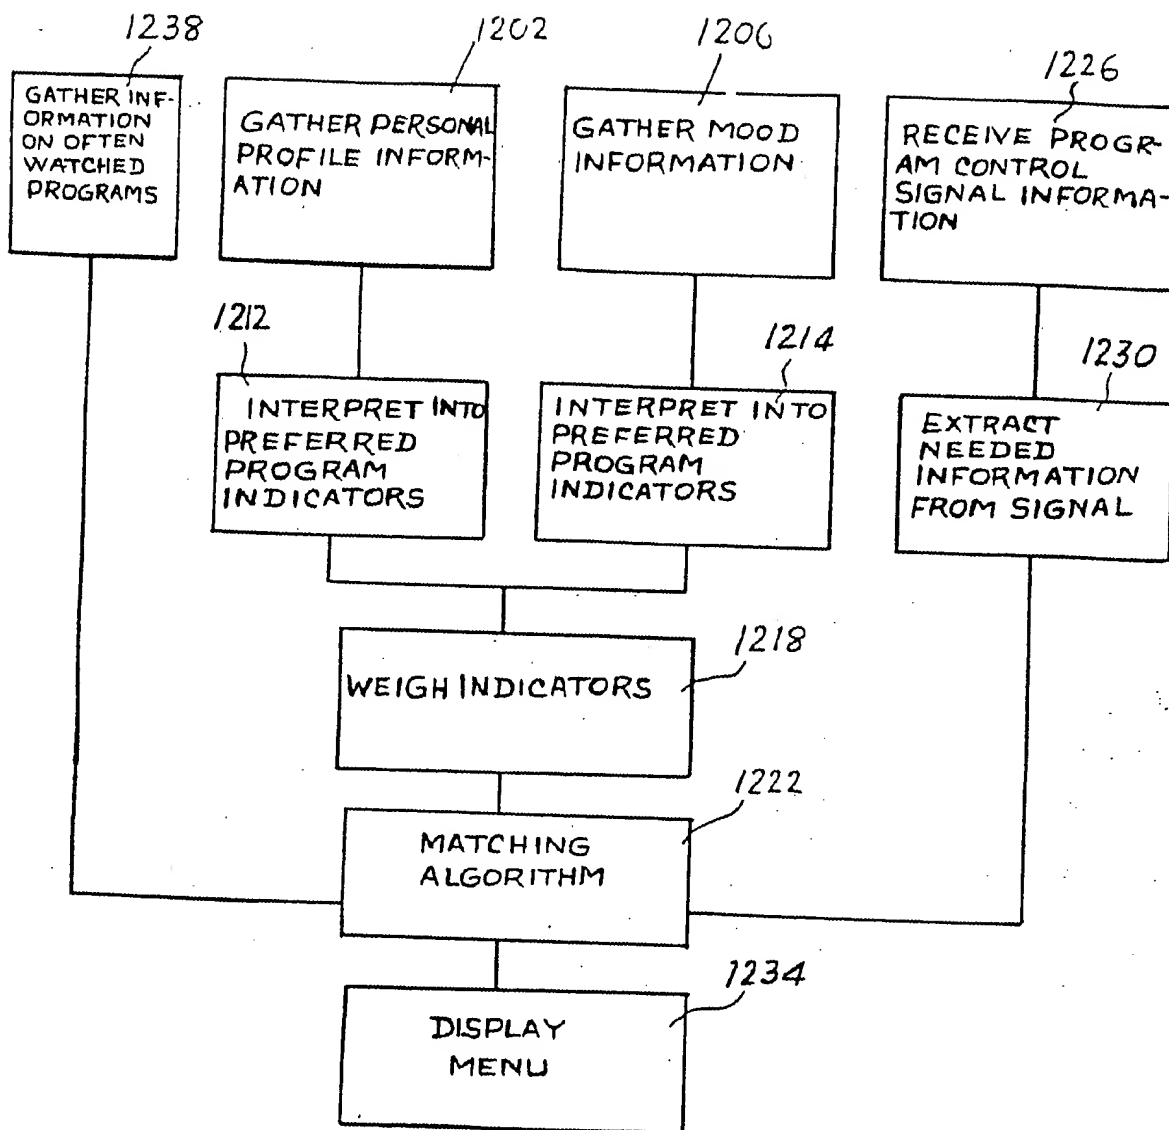 1238
GATHER INF-
ORMATION
ON OFTEN
WATCHED
PROGRAMS
1202
GATHER PERSONAL
PROFILE INFORM-
ATION
1206
GATHER MOOD
INFORMATION
1226
RECEIVE PROGR-
AM CONTROL
SIGNAL INFORMA-
TION
1212
INTERPRET INTO
PREFERRED
PROGRAM
INDICATORS
1214
INTERPRET INTO
PREFERRED
PROGRAM
INDICATORS
1230
EXTRACT
NEEDED
INFORMATION
FROM SIGNAL
1218
WEIGH INDICATORS
1222
MATCHING
ALGORITHM
1234
DISPLAY
MENU